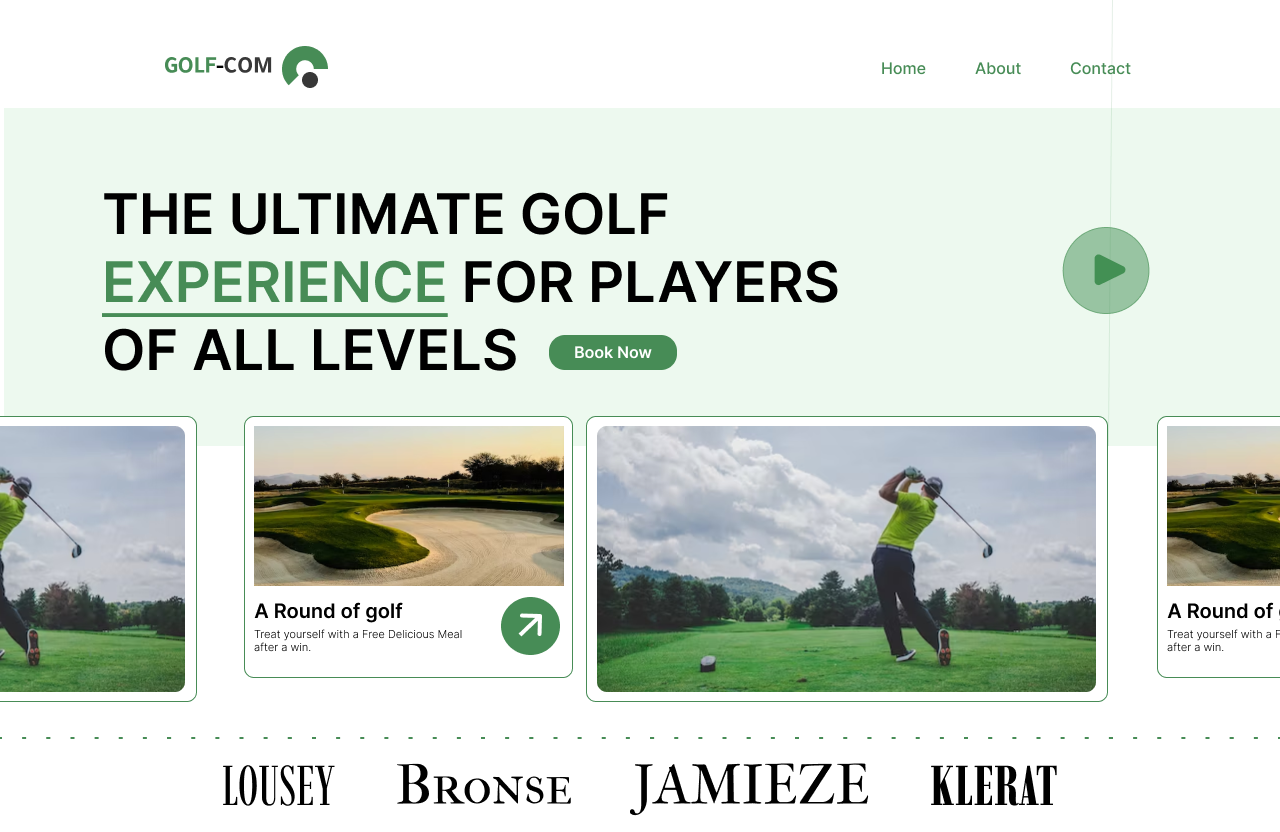 GOLF-COM
Home About Contact
THE ULTIMATE GOLF
EXPERIENCE FOR PLAYERS
OF ALL LEVELS
Book Now
A Round of golf
Treat yourself with a Free Delicious Meal
after a win.
A Round of
Treat yourself with a
after a win.
LOUSEY BRONSE JAMIEZE KLERAT